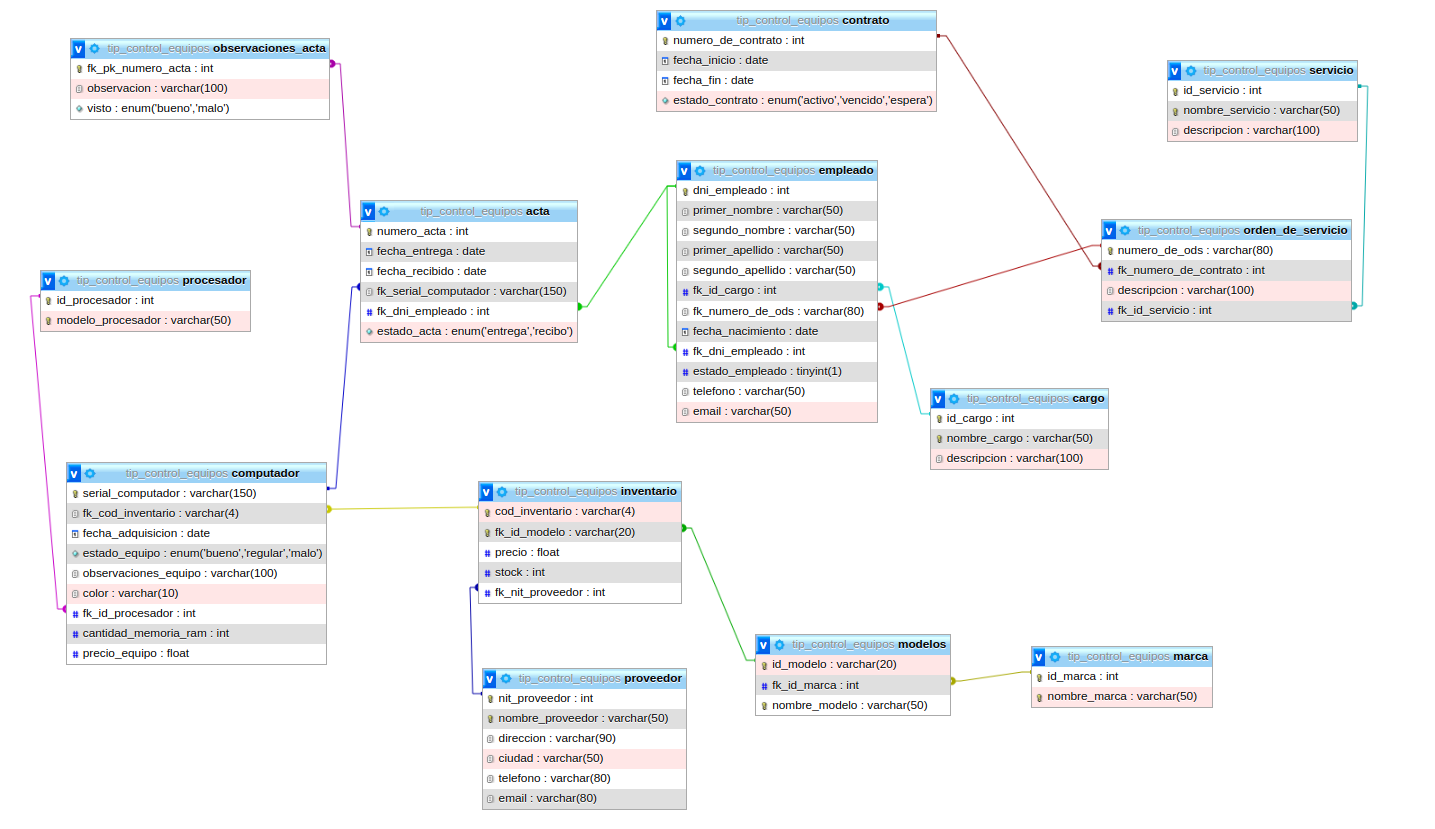 v tip_control_equipos observaciones_acta
fk_pk_numero_acta : int
observacion : varchar(100)
visto : enum('bueno','malo')
v tip_control_equipos contrato
numero_de_contrato : int
fecha_inicio : date
fecha_fin : date
estado_contrato : enum('activo','vencido','espera')
v tip_control_equipos servicio
id_servicio : int
nombre_servicio : varchar(50)
descripcion : varchar(100)
v tip_control_equipos acta
numero_acta : int
fecha_entrega : date
fecha_recibido : date
fk_serial_computador : varchar(150)
# fk_dni_empleado : int
estado_acta : enum('entrega','recibo')
v tip_control_equipos empleado
dni_empleado : int
primer_nombre : varchar(50)
segundo_nombre : varchar(50)
primer_apellido : varchar(50)
segundo_apellido : varchar(50)
# fk_id_cargo : int
fk_numero_de_ods : varchar(80)
fecha_nacimiento : date
# fk_dni_empleado : int
# estado_empleado : tinyint(1)
telefono : varchar(50)
email : varchar(50)
v tip_control_equipos orden_de_servicio
numero_de_ods : varchar(80)
# fk_numero_de_contrato : int
descripcion : varchar(100)
# fk_id_servicio : int
v tip_control_equipos procesador
id_procesador : int
modelo_procesador : varchar(50)
v tip_control_equipos cargo
id_cargo : int
nombre_cargo : varchar(50)
descripcion : varchar(100)
v tip_control_equipos computador
serial_computador : varchar(150)
fk_cod_inventario : varchar(4)
fecha_adquisicion : date
estado_equipo : enum('bueno','regular','malo')
observaciones_equipo : varchar(100)
color : varchar(10)
# fk_id_procesador : int
# cantidad_memoria_ram : int
# precio_equipo : float
v tip_control_equipos inventario
cod_inventario : varchar(4)
fk_id_modelo : varchar(20)
# precio : float
# stock : int
# fk_nit_proveedor : int
v tip_control_equipos proveedor
nit_proveedor : int
nombre_proveedor : varchar(50)
direccion : varchar(90)
ciudad : varchar(50)
telefono : varchar(80)
email : varchar(80)
v tip_control_equipos modelos
id_modelo : varchar(20)
# fk_id_marca : int
nombre_modelo : varchar(50)
v tip_control_equipos marca
id_marca : int
nombre_marca : varchar(50)